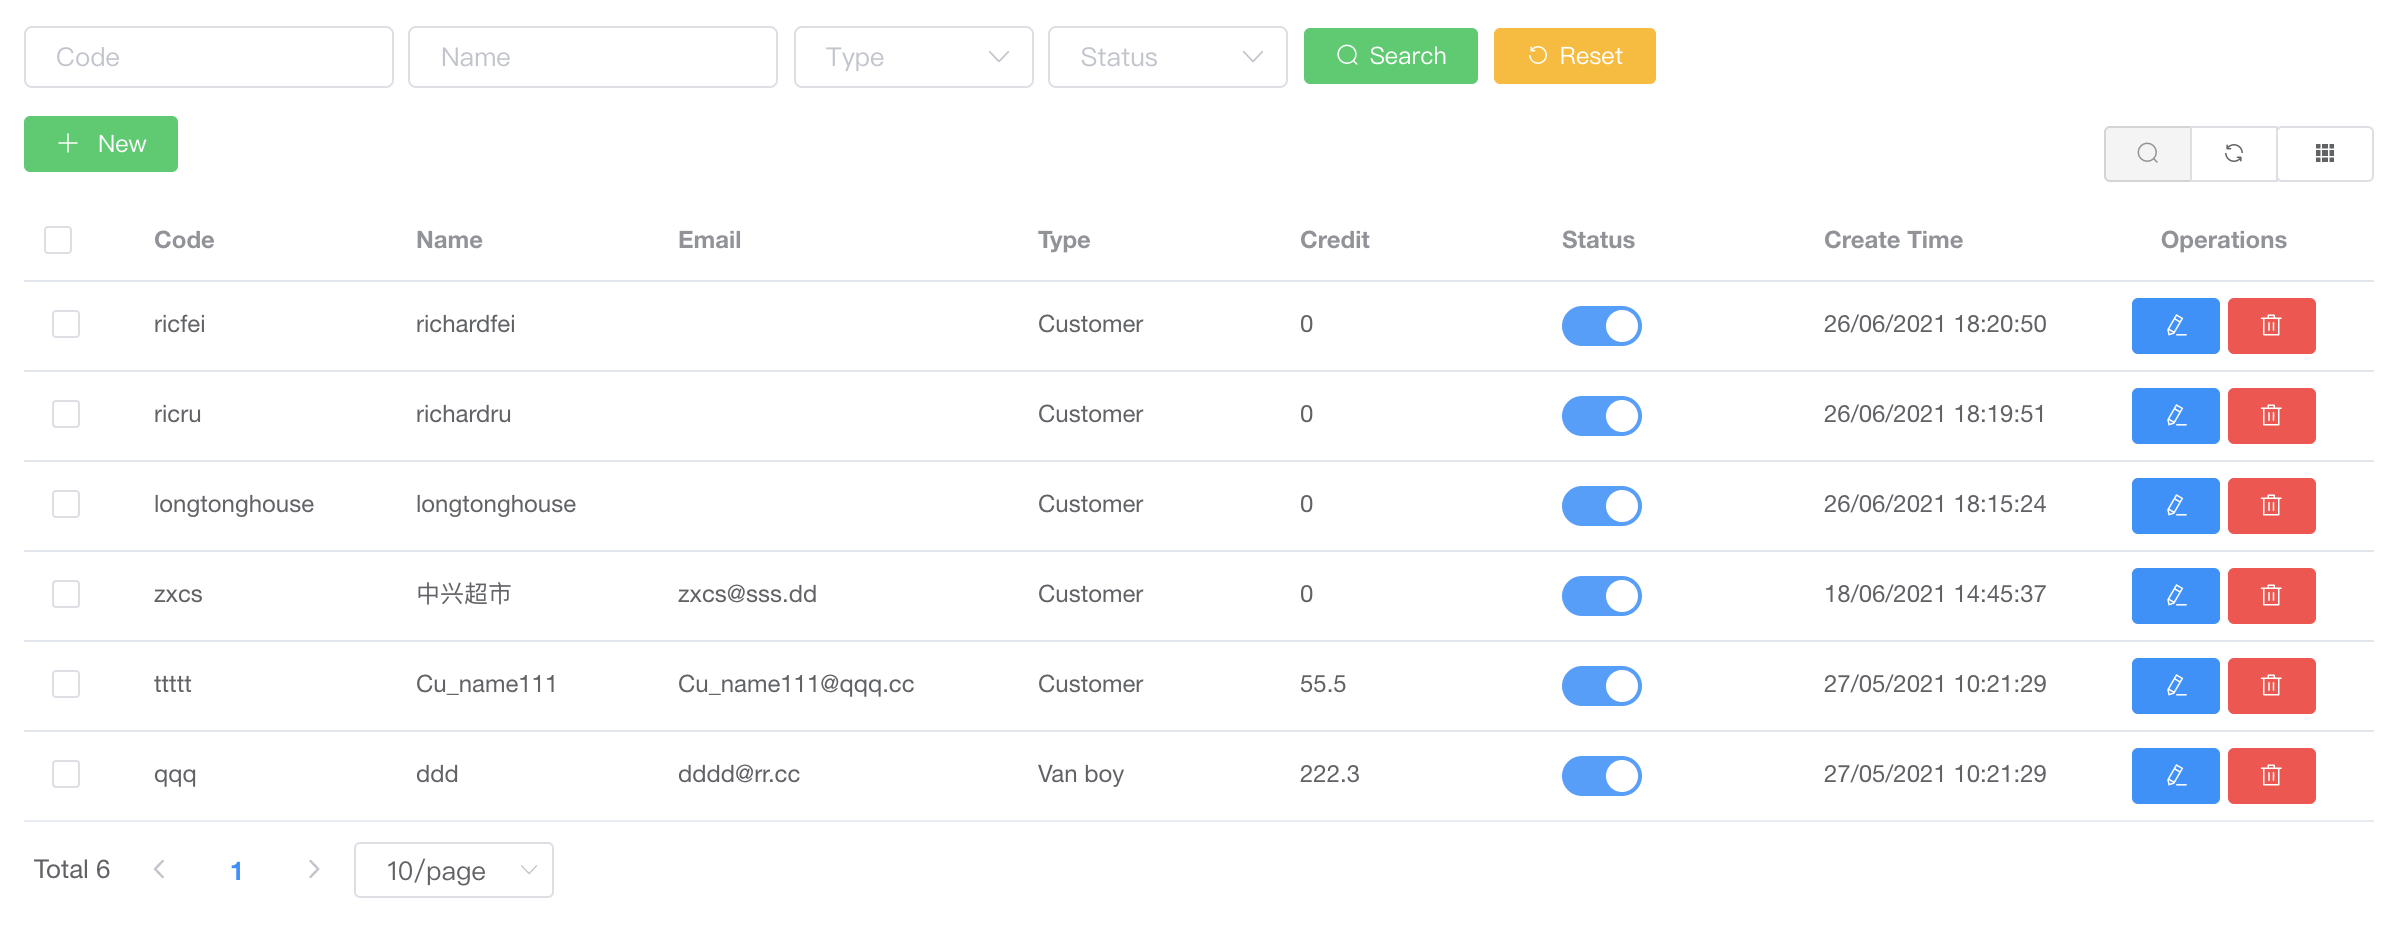 Code Name Type Status Search Reset
New
Code Name Email Type Credit Status Create Time Operations
ricfei richardfei Customer 0 26/06/2021 18:20:50
ricru richardru Customer 0 26/06/2021 18:19:51
longtonghouse longtonghouse Customer 0 26/06/2021 18:15:24
zxcs 中兴超市 zxcs@sss.dd Customer 0 18/06/2021 14:45:37
ttttt Cu_name111 Cu_name111@qqq.cc Customer 55.5 27/05/2021 10:21:29
qqq ddd dddd@rr.cc Van boy 222.3 27/05/2021 10:21:29
Total 6 1 10/page